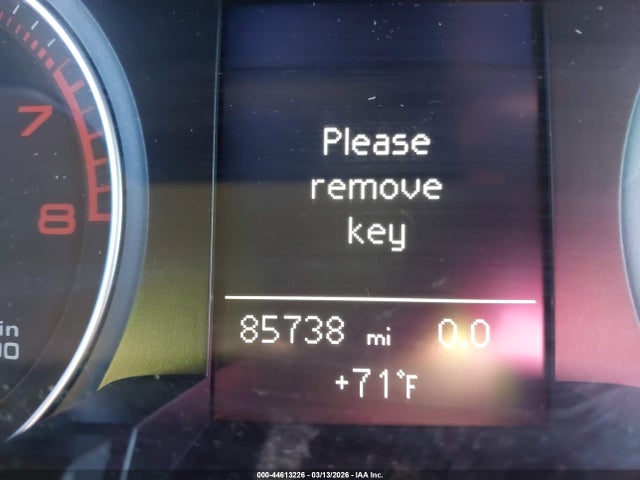 7
8
Please
remove
key
85738 mi 0.0
+71°F
000-44613226 - 03/13/2026 - IAA Inc.